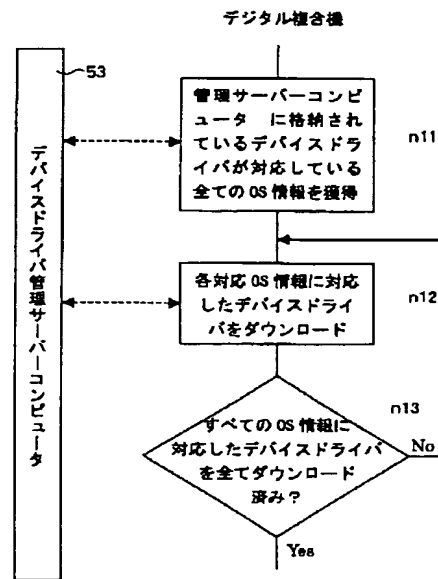 デジタル複合機
53
デバイスドライバ管理サーバーコンピュータ
管理サーバーコンピ
ュータ に格納され
ているデバイスドラ
イバが対応している
全てのOS情報を獲得
n11
各対応OS情報に対応
したデバイスドライ
バをダウンロード
n12
n13
すべてのOS情報に
対応したデバイスドライバ
を全てダウンロード
済み？
No
Yes